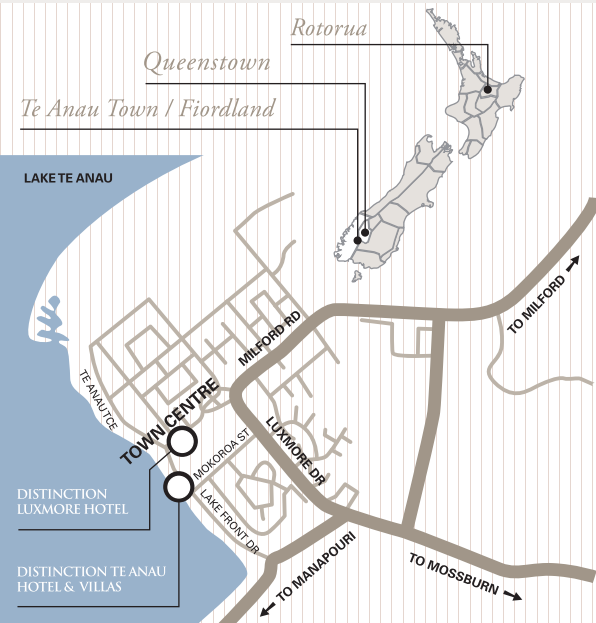 Rotorua
Queenstown
Te Anau Town / Fiordland
LAKE TE ANAU
TO MILFORD
MILFORD RD
TE ANAU TCE
TOWN CENTRE
LUXMORE DR
MOKOROA ST
DISTINCTION
LUXMORE HOTEL
LAKE FRONT DR
TO MANAPOURI
TO MOSSBURN
DISTINCTION TE ANAU
HOTEL & VILLAS